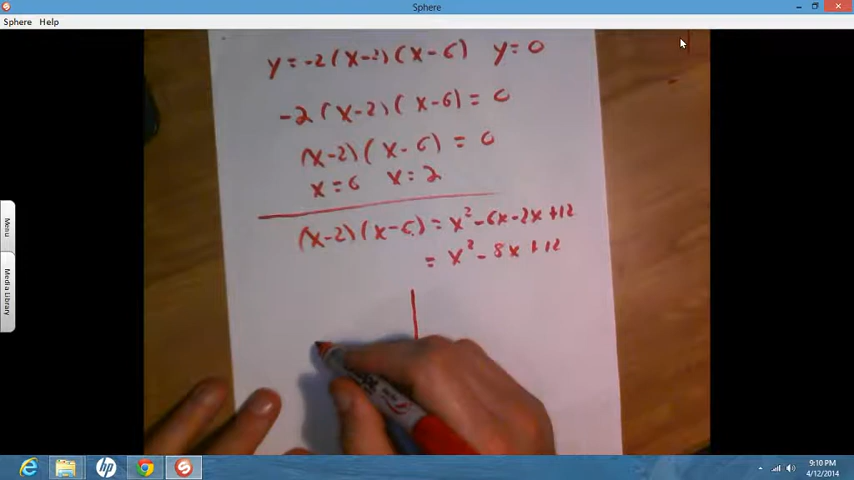 Sphere
Sphere Help
y=-2(x-2)(x-6) y=0
-2(x-2)(x-6)=0
(x-2)(x-6)=0
x=6 x=2
(x-2)(x-6)=x²-6x-2x+12
=x²-8x+12
Menu
Media Library
9:10 PM
4/12/2014